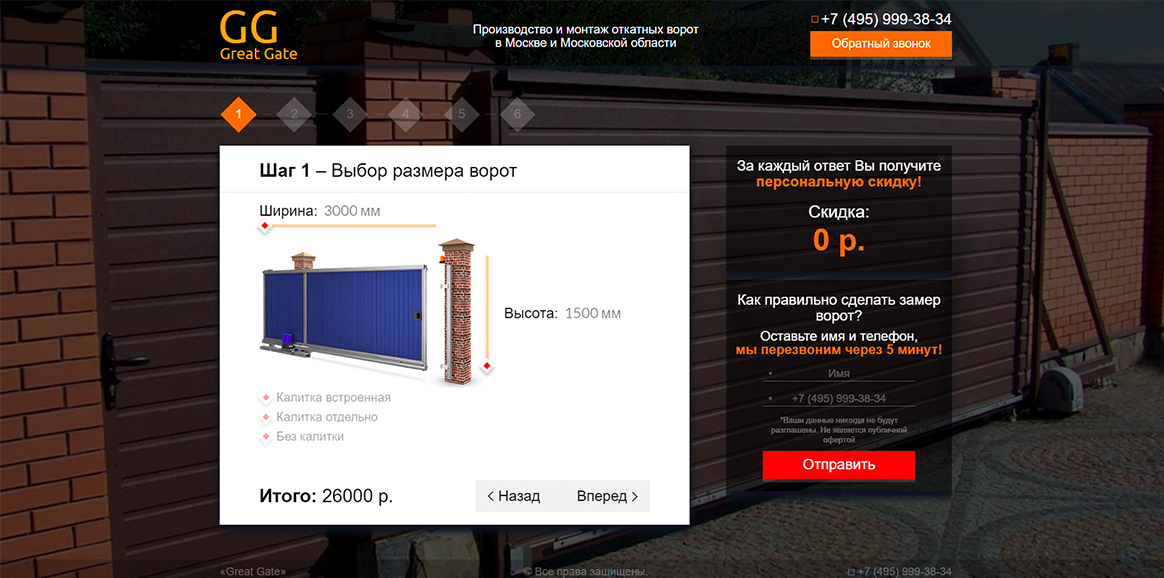 GG
Great Gate
Производство и монтаж откатных ворот
в Москве и Московской области
+7 (495) 999-38-34
Обратный звонок
1 2 3 4 5 6
Шаг 1 – Выбор размера ворот
Ширина: 3000 мм
Высота: 1500 мм
Калитка встроенная
Калитка отдельно
Без калитки
Итого: 26000 р.
Назад
Вперед
За каждый ответ Вы получите
персональную скидку!
Скидка:
0 р.
Как правильно сделать замер
ворот?
Оставьте имя и телефон,
мы перезвоним через 5 минут!
Имя
+7 (495) 999-38-34
*Ваши данные никогда не будут
разглашены. Не является публичной
офертой
Отправить
«Great Gate»
© Все права защищены.
+7 (495) 999-38-34